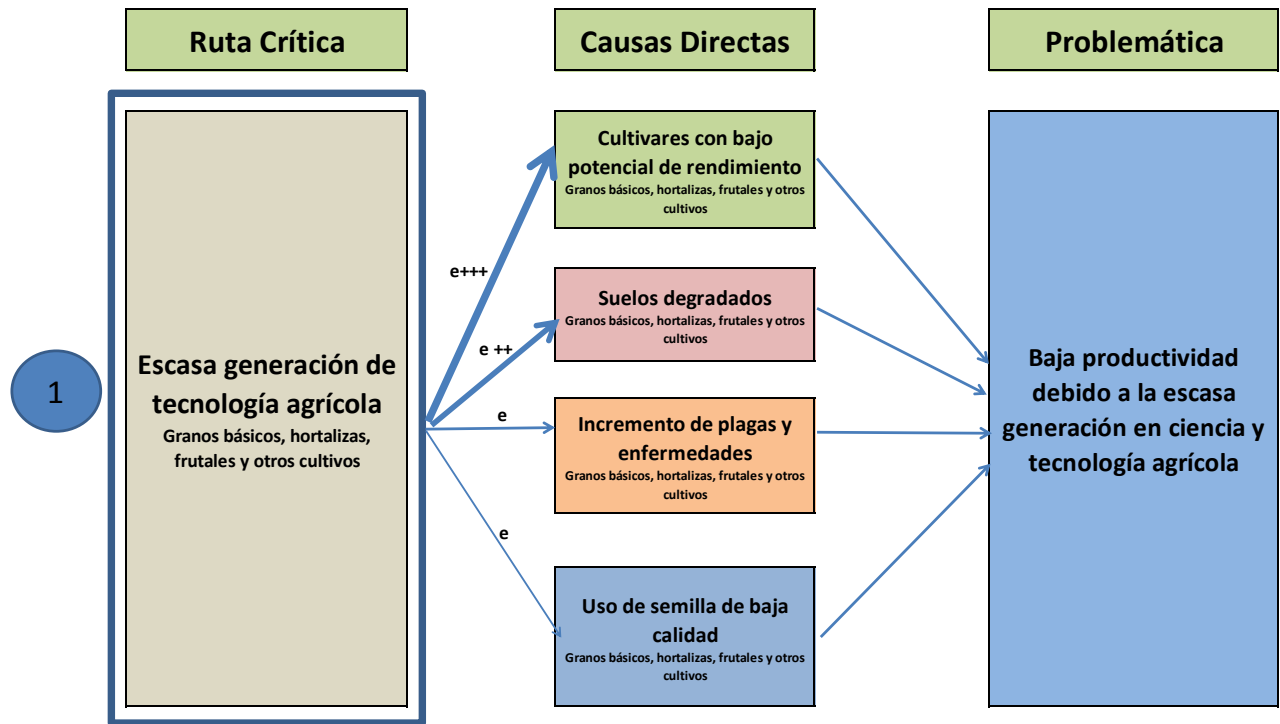 Ruta Crítica
Causas Directas
Problemática
1
Escasa generación de
tecnología agrícola
Granos básicos, hortalizas,
frutales y otros cultivos
e+++
e ++
e
e
Cultivares con bajo
potencial de rendimiento
Granos básicos, hortalizas, frutales y otros
cultivos
Suelos degradados
Granos básicos, hortalizas, frutales y otros
cultivos
Incremento de plagas y
enfermedades
Granos básicos, hortalizas, frutales y otros
cultivos
Uso de semilla de baja
calidad
Granos básicos, hortalizas, frutales y otros
cultivos
Baja productividad
debido a la escasa
generación en ciencia y
tecnología agrícola